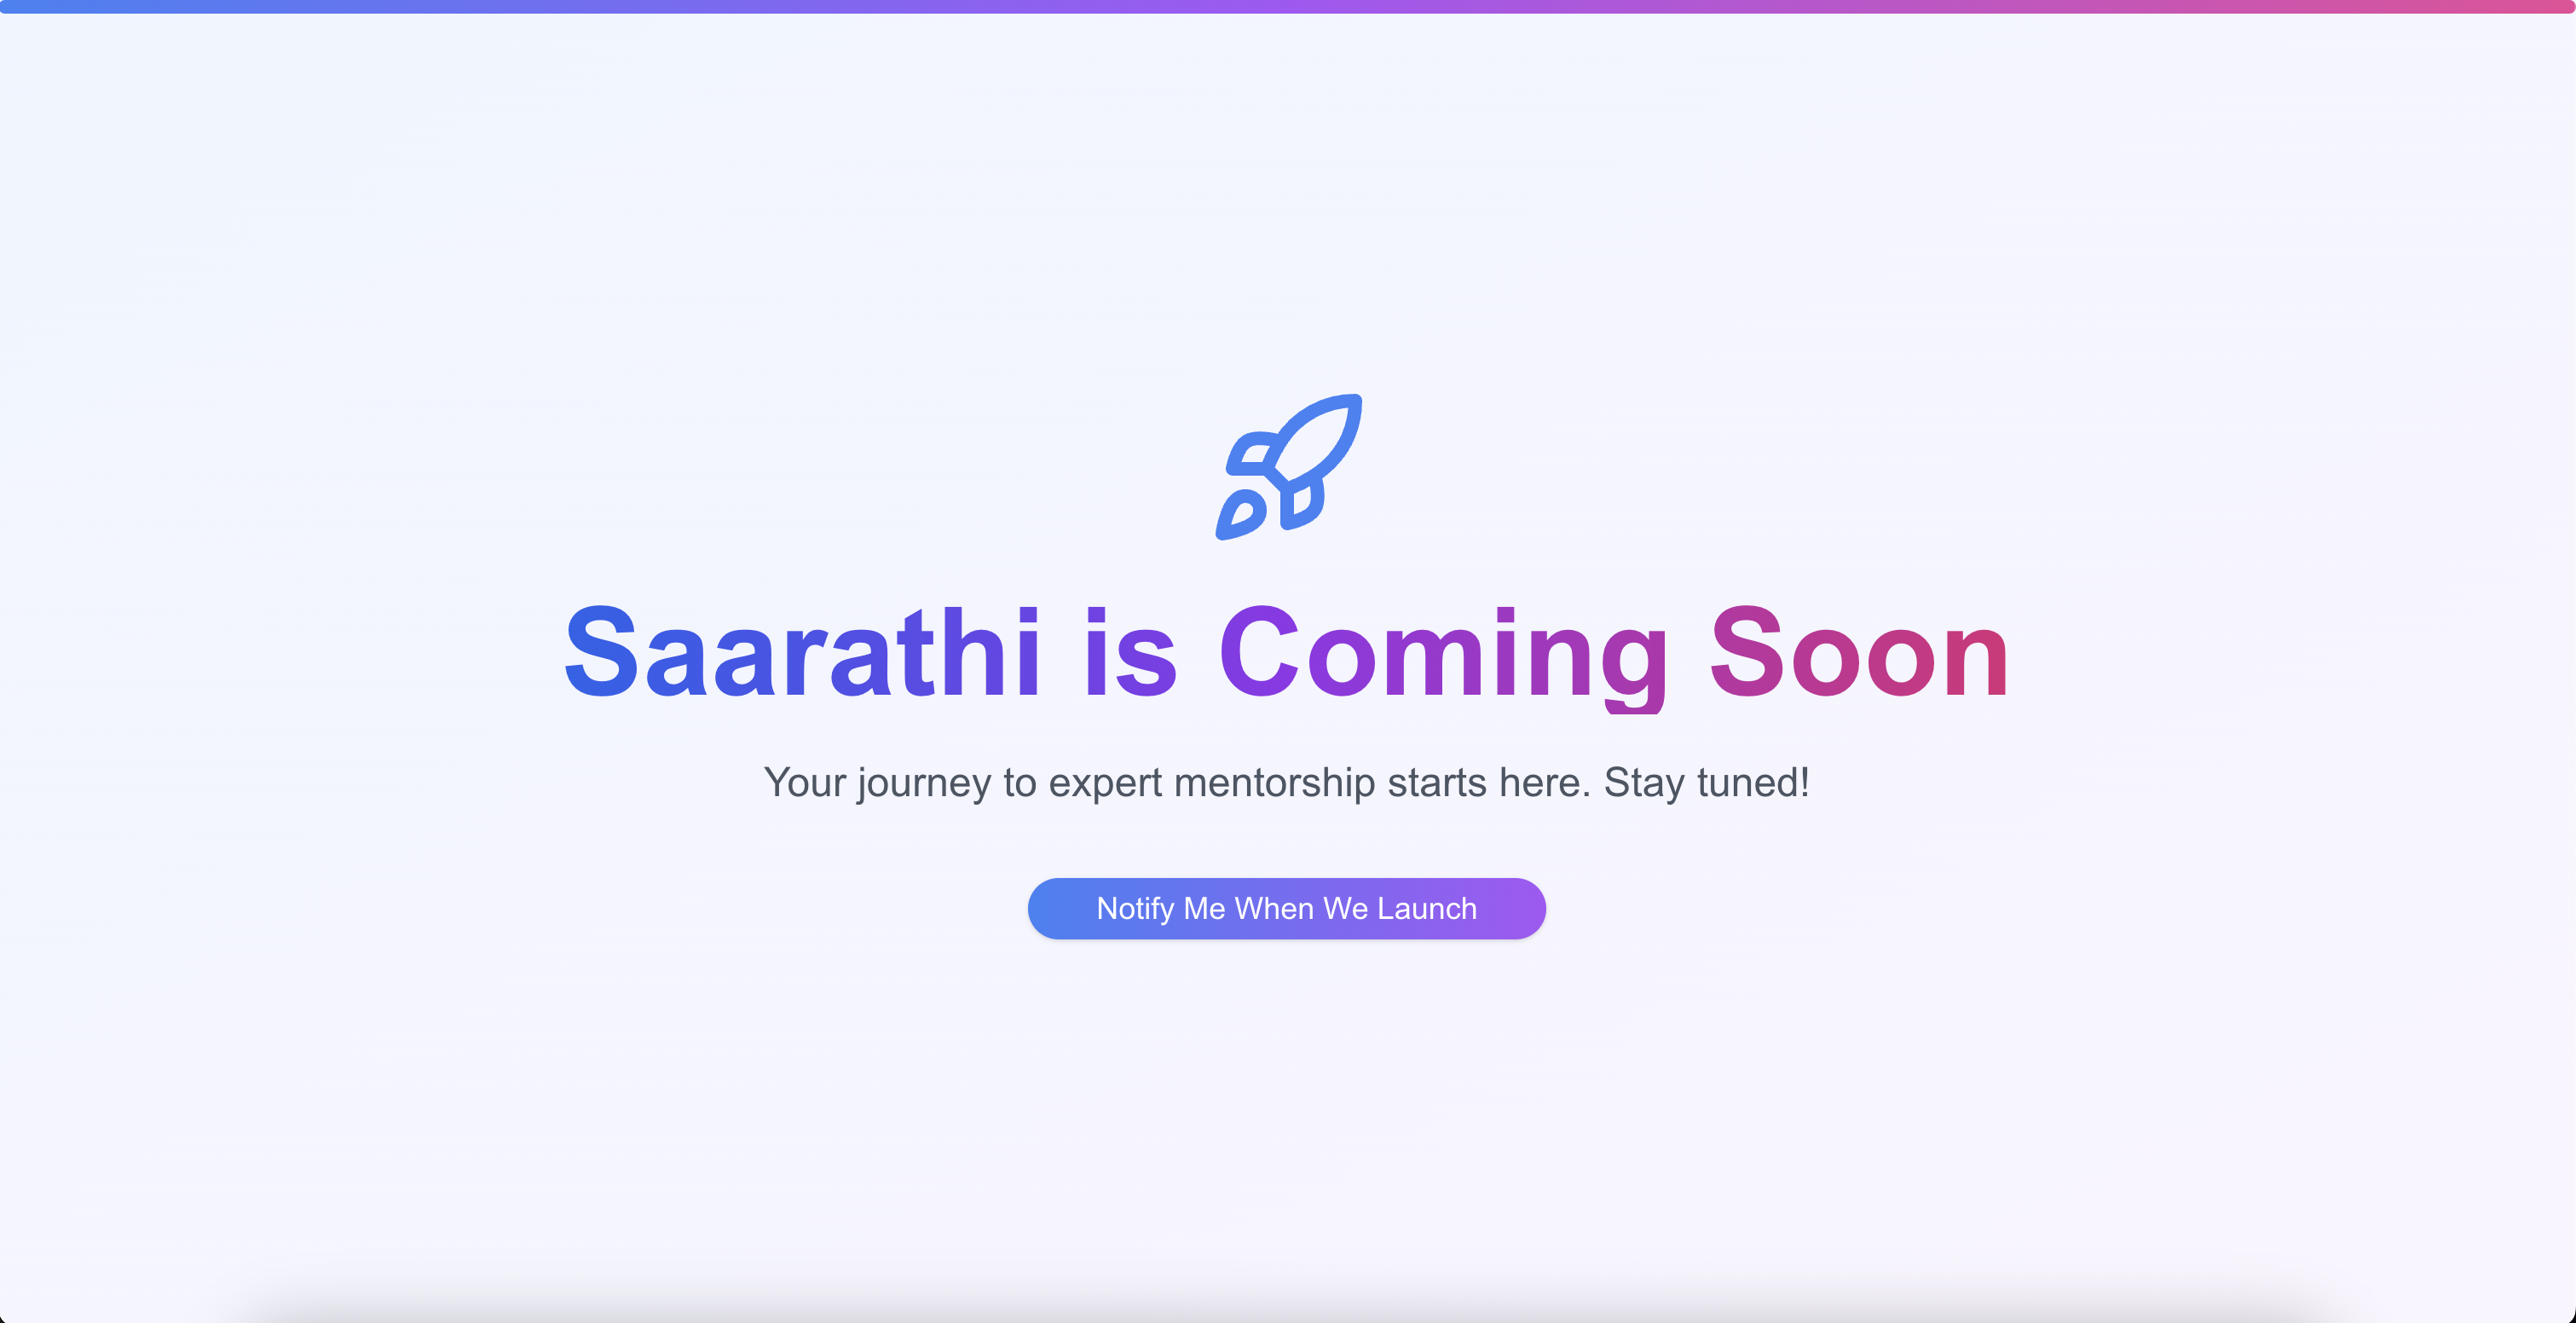 Saarathi is Coming Soon
Your journey to expert mentorship starts here. Stay tuned!
Notify Me When We Launch